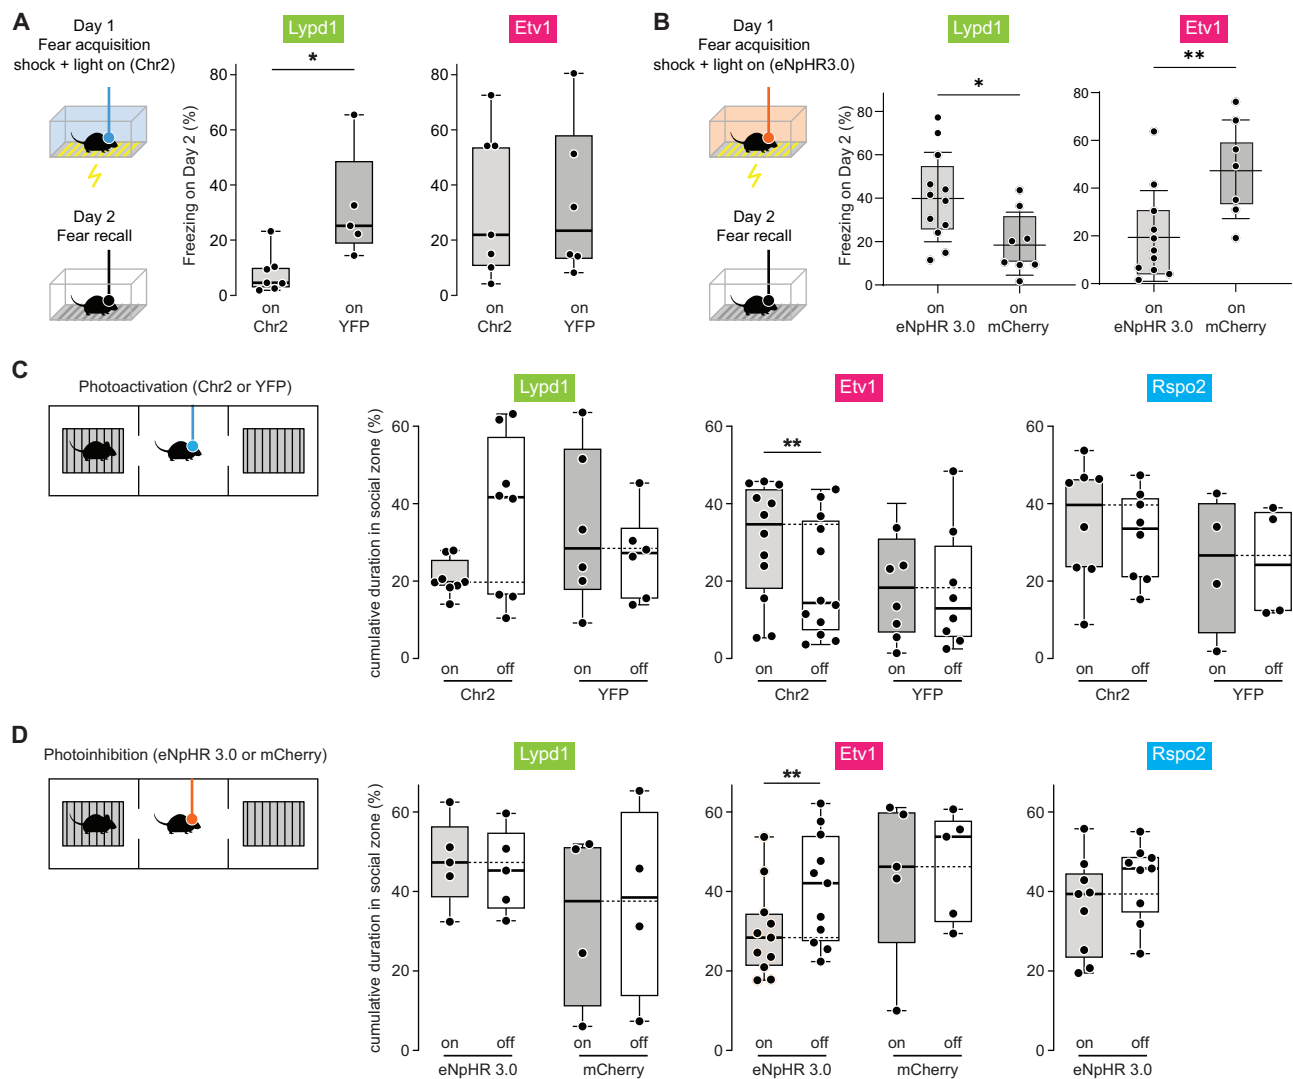 A
Day 1
Fear acquisition
shock + light on (Chr2)
Day 2
Fear recall
Lypd1
Etv1
*
Freezing on Day 2 (%)
80
60
40
20
0
on
Chr2
on
YFP
80
60
40
20
0
on
Chr2
on
YFP
B
Day 1
Fear acquisition
shock + light on (eNpHR3.0)
Day 2
Fear recall
Lypd1
Etv1
*
Freezing on Day 2 (%)
80
60
40
20
0
on
eNpHR 3.0
on
mCherry
**
80
60
40
20
0
on
eNpHR 3.0
on
mCherry
C
Photoactivation (Chr2 or YFP)
Lypd1
Etv1
Rspo2
cumulative duration in social zone (%)
60
40
20
0
on
off
on
off
Chr2
YFP
**
60
40
20
0
on
off
on
off
Chr2
YFP
60
40
20
0
on
off
on
off
Chr2
YFP
D
Photoinhibition (eNpHR 3.0 or mCherry)
Lypd1
Etv1
Rspo2
cumulative duration in social zone (%)
60
40
20
0
on
off
on
off
eNpHR 3.0
mCherry
**
60
40
20
0
on
off
on
off
eNpHR 3.0
mCherry
60
40
20
0
on
off
eNpHR 3.0